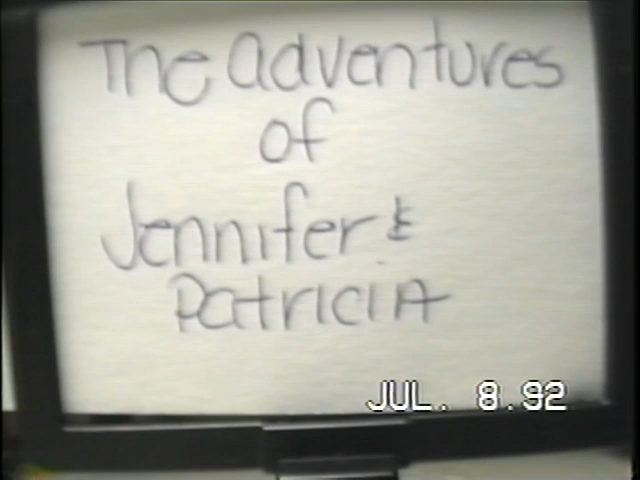 The adventures
of
Jennifer &
PatriciA
JUL. 8.92